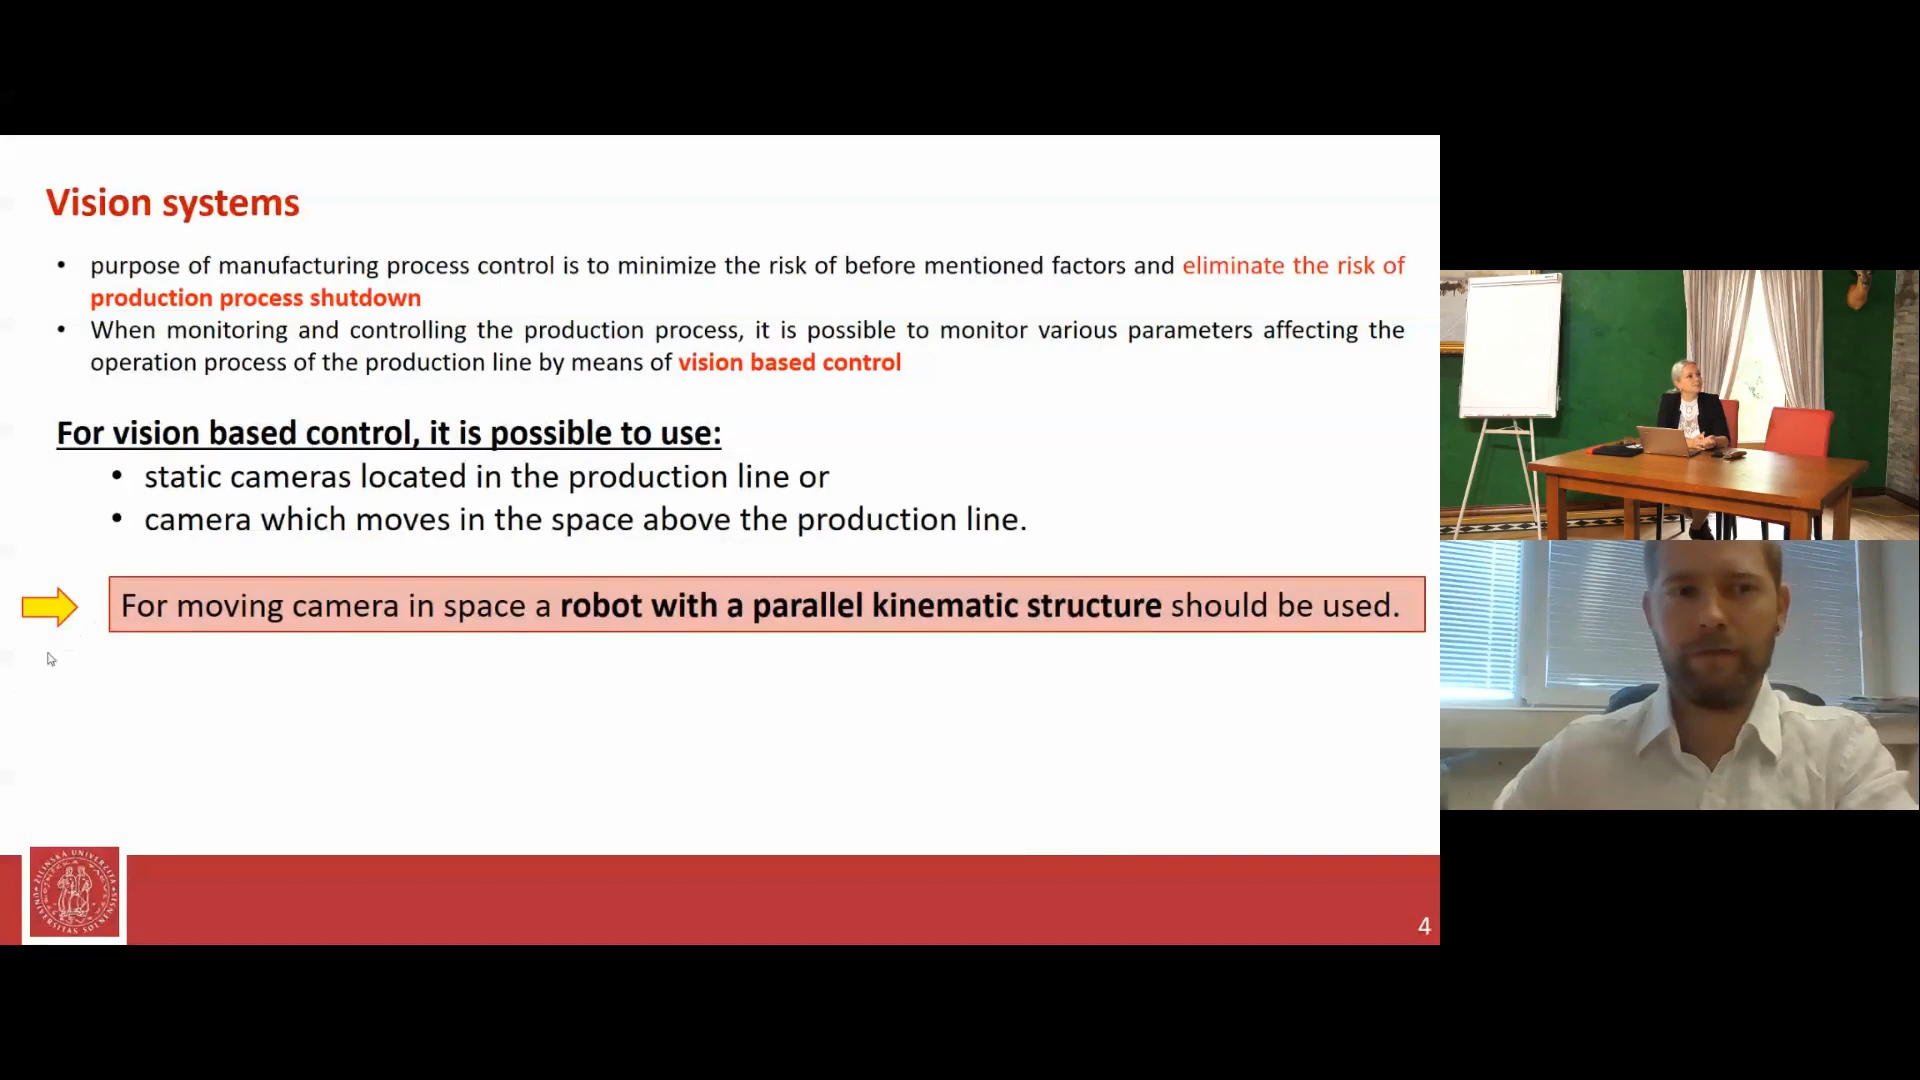 Vision systems
• purpose of manufacturing process control is to minimize the risk of before mentioned factors and eliminate the risk of
production process shutdown
• When monitoring and controlling the production process, it is possible to monitor various parameters affecting the
operation process of the production line by means of vision based control
For vision based control, it is possible to use:
• static cameras located in the production line or
• camera which moves in the space above the production line.
For moving camera in space a robot with a parallel kinematic structure should be used.
ŽILINSKÁ UNIVERZITA
UNIVERSITAS SOLNENSIS
4